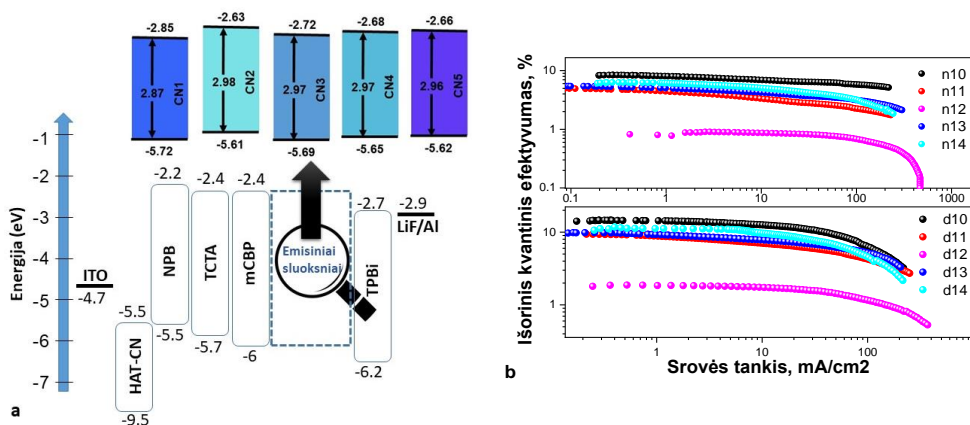 -2.85
-2.63
-2.72
-2.68
-2.66
2.87
CN1
2.98
CN2
2.97
CN3
2.97
CN4
2.96
CN5
-5.72
-5.61
-5.69
-5.65
-5.62
Energija (eV)
-1
-2
-3
-4
-5
-6
-7
ITO
-4.7
-5.5
HAT-CN
-9.5
-2.2
NPB
-5.5
-2.4
TCTA
-5.7
-2.4
mCBP
-6
Emisiniai
sluoksniai
-2.7
TPBi
-6.2
-2.9
LiF/Al
a
Išorinis kvantinis efektyvumas, %
10
1
0.1
0.1
1
10
100
1000
n10
n11
n12
n13
n14
10
1
1
10
100
d10
d11
d12
d13
d14
Srovės tankis, mA/cm2
b